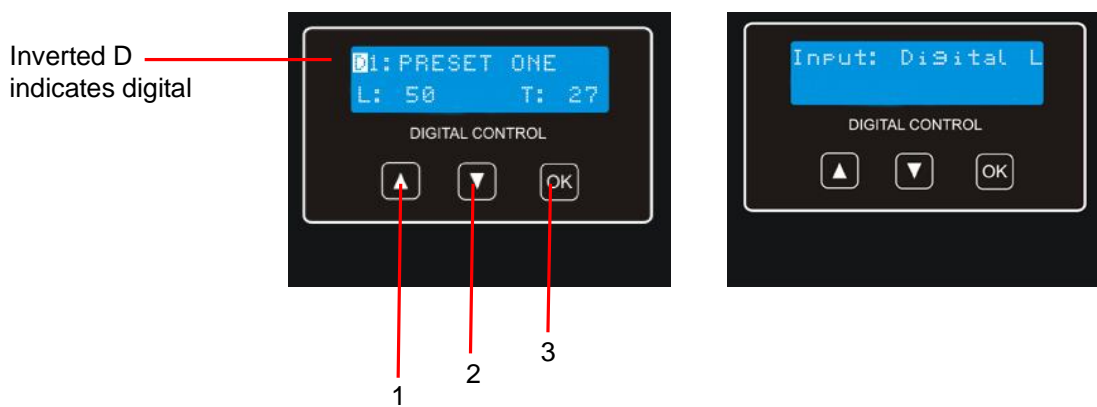 Inverted D
indicates digital
D1:PRESET ONE
L: 50 T: 27
DIGITAL CONTROL
OK
1
2
3
Input: Digital L
DIGITAL CONTROL
OK